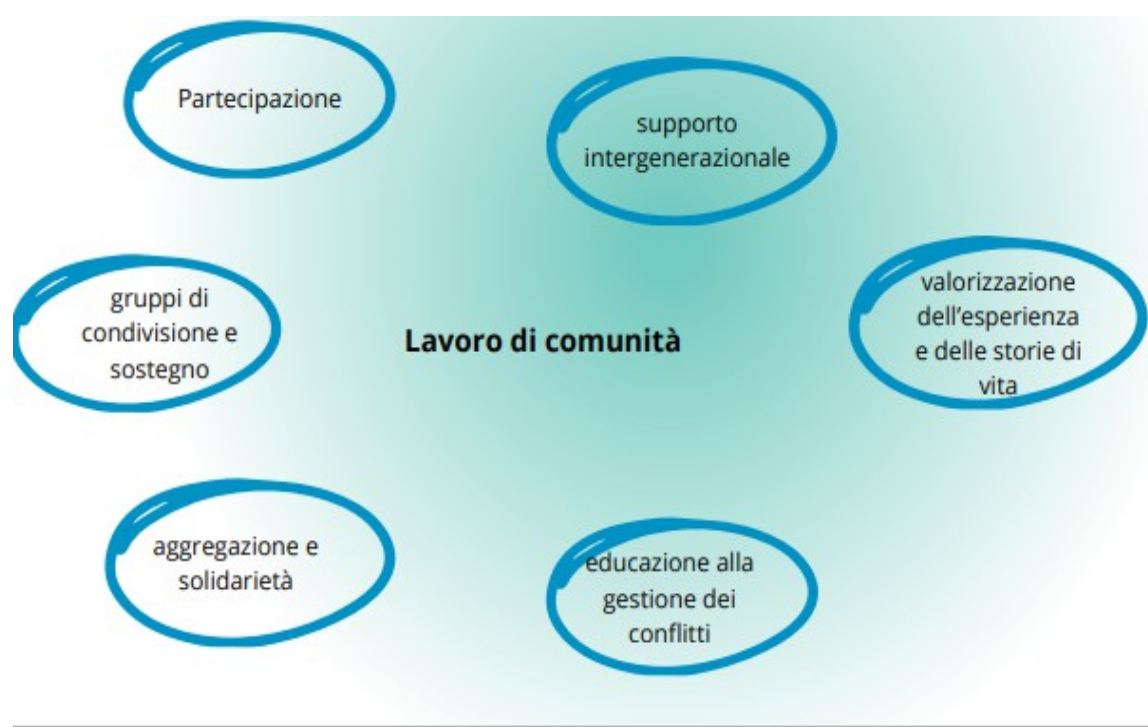 Partecipazione
supporto
intergenerazionale
gruppi di
condivisione e
sostegno
Lavoro di comunità
valorizzazione
dell'esperienza
e delle storie di
vita
aggregazione e
solidarietà
educazione alla
gestione dei
conflitti